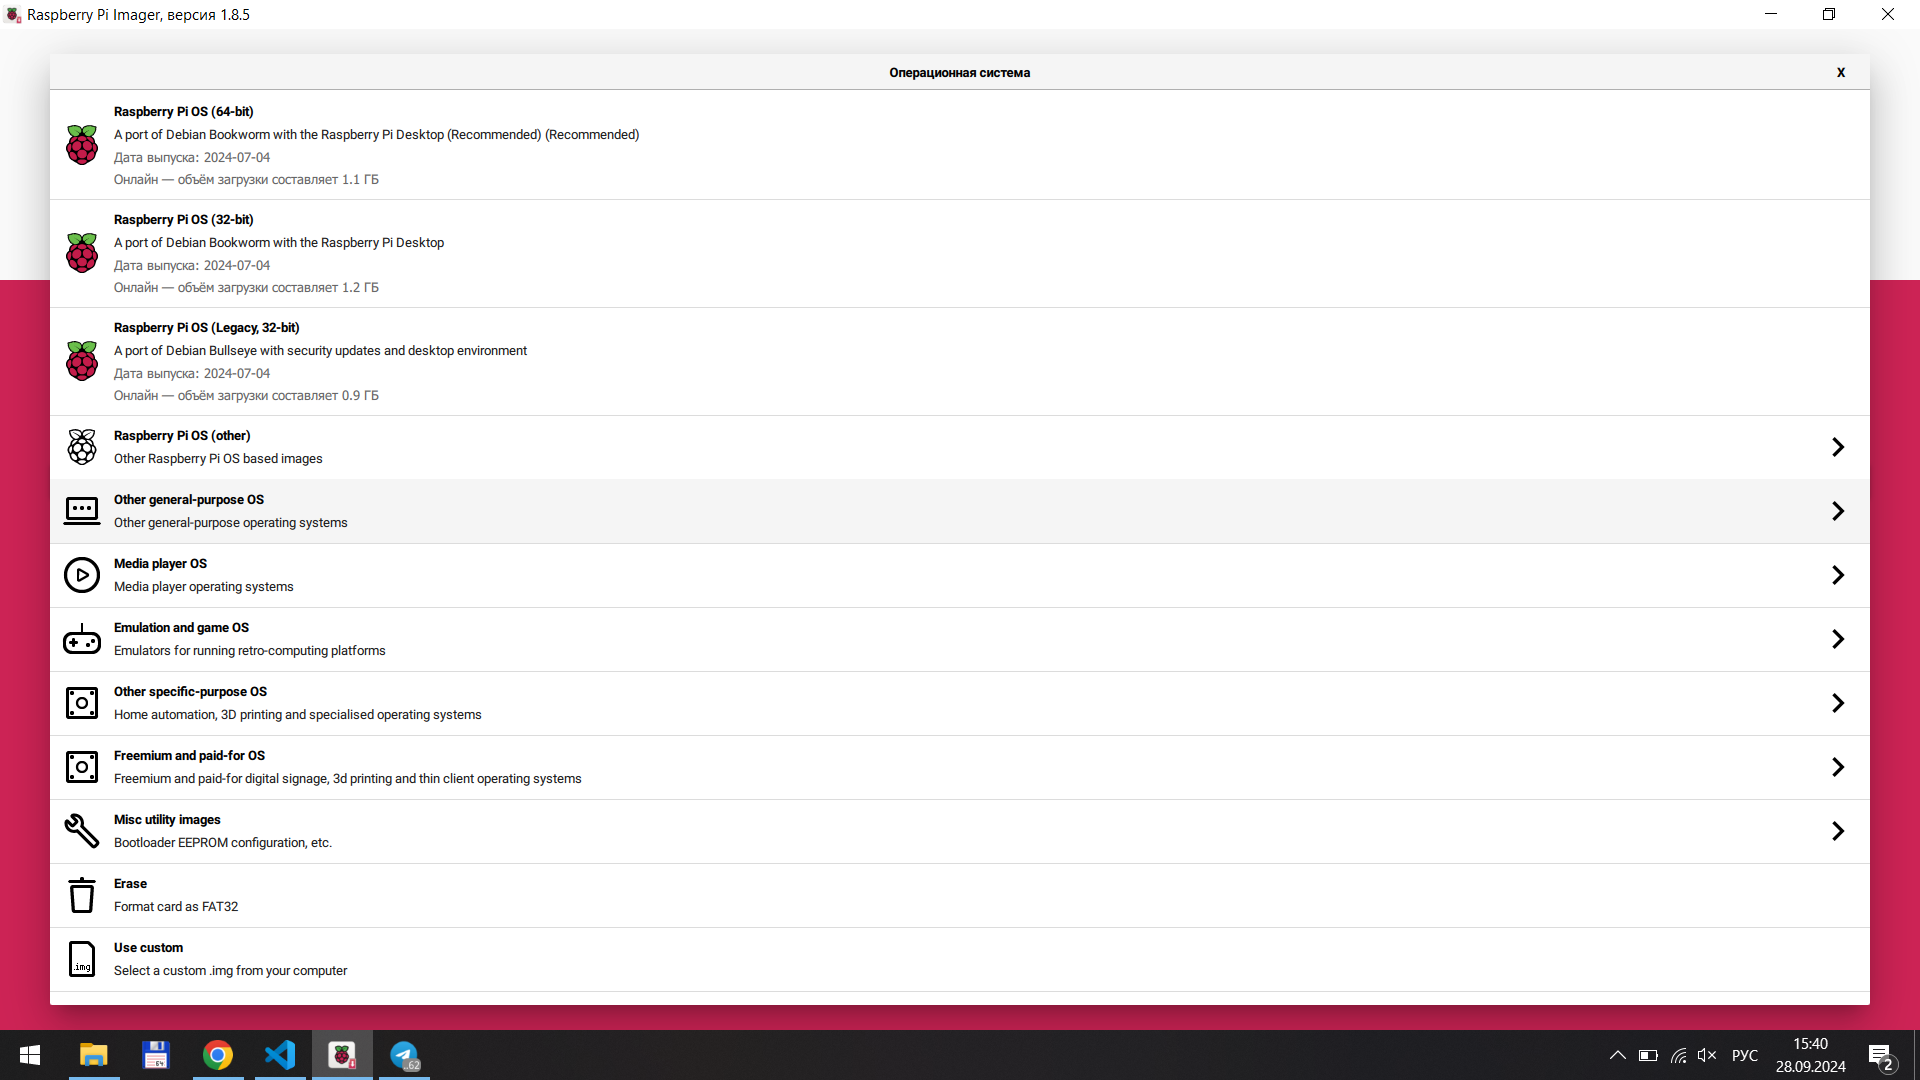 Raspberry Pi Imager, версия 1.8.5
Операционная система
X
Raspberry Pi OS (64-bit)
A port of Debian Bookworm with the Raspberry Pi Desktop (Recommended) (Recommended)
Дата выпуска: 2024-07-04
Онлайн — объём загрузки составляет 1.1 ГБ
Raspberry Pi OS (32-bit)
A port of Debian Bookworm with the Raspberry Pi Desktop
Дата выпуска: 2024-07-04
Онлайн — объём загрузки составляет 1.2 ГБ
Raspberry Pi OS (Legacy, 32-bit)
A port of Debian Bullseye with security updates and desktop environment
Дата выпуска: 2024-07-04
Онлайн — объём загрузки составляет 0.9 ГБ
Raspberry Pi OS (other)
Other Raspberry Pi OS based images
Other general-purpose OS
Other general-purpose operating systems
Media player OS
Media player operating systems
Emulation and game OS
Emulators for running retro-computing platforms
Other specific-purpose OS
Home automation, 3D printing and specialised operating systems
Freemium and paid-for OS
Freemium and paid-for digital signage, 3d printing and thin client operating systems
Misc utility images
Bootloader EEPROM configuration, etc.
Erase
Format card as FAT32
.img
Use custom
Select a custom .img from your computer
64
..62
РУС
15:40
28.09.2024
2